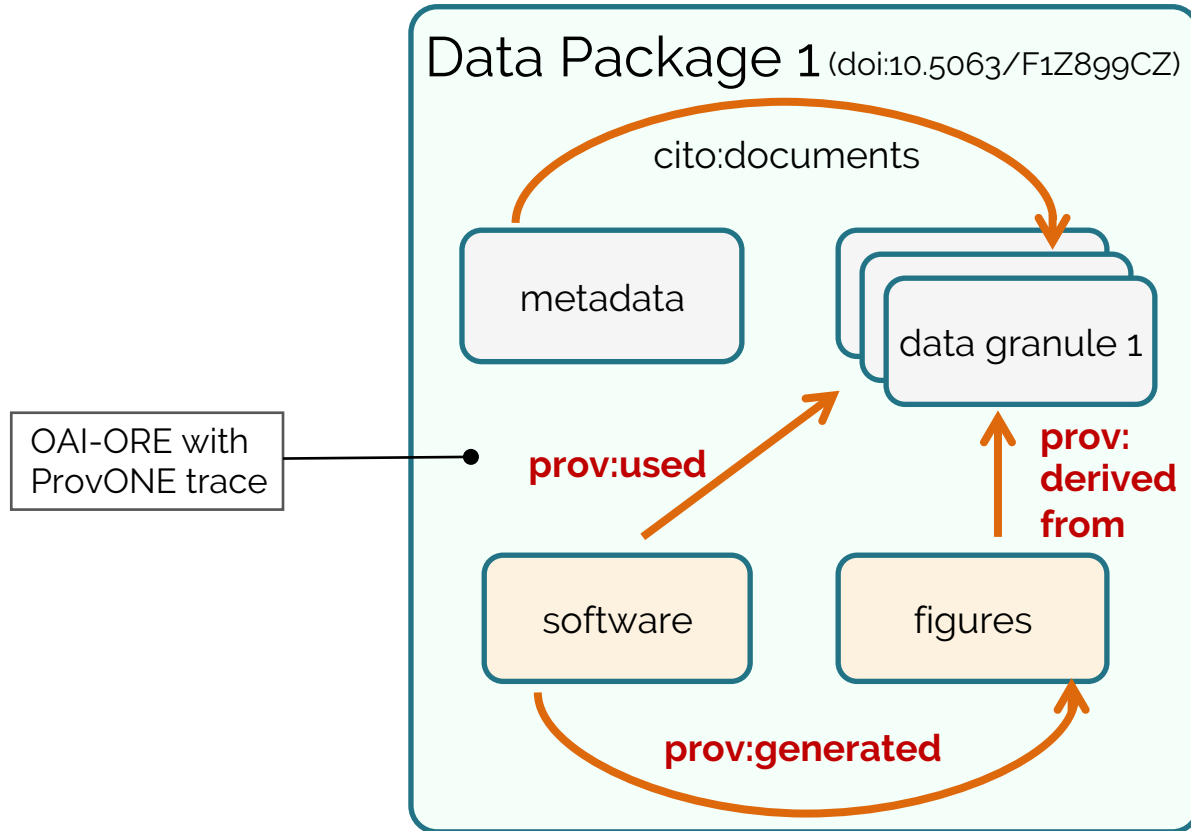 Data Package 1 (doi:10.5063/F1Z899CZ)
cito:documents
metadata
data granule 1
OAI-ORE with
ProvONE trace
prov:used
prov:
derived
from
software
figures
prov:generated